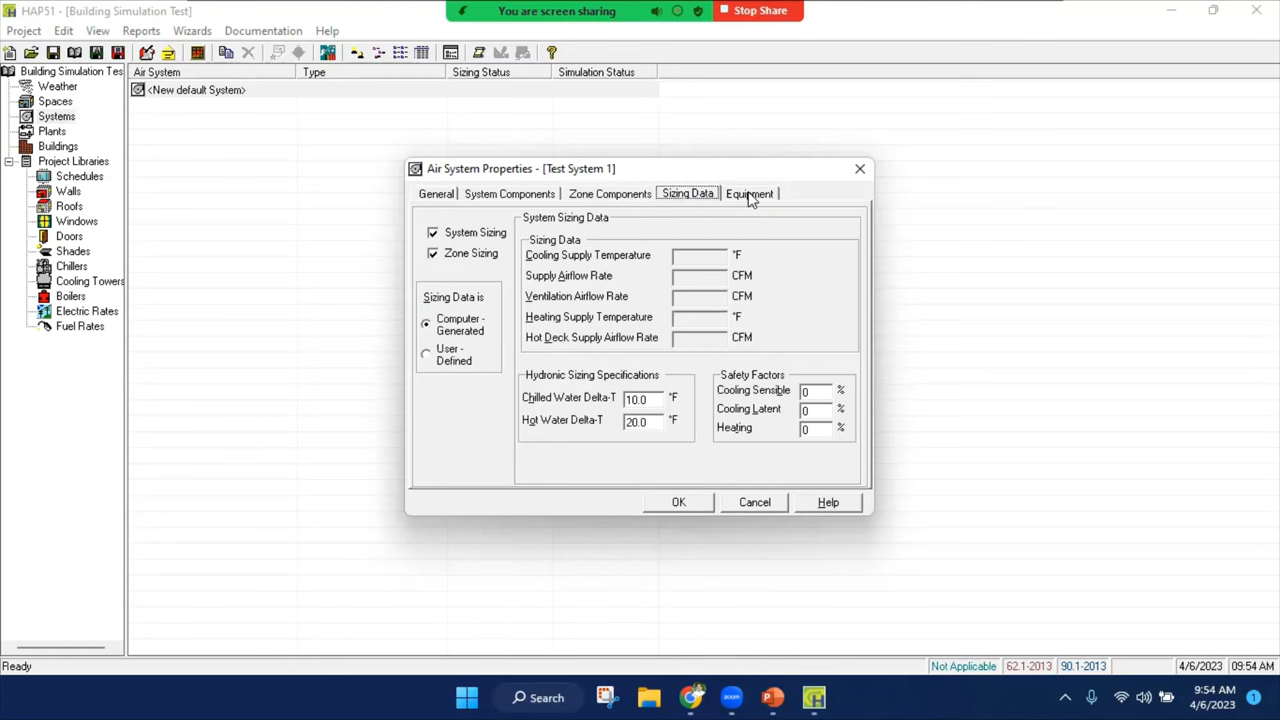 HAP51 - [Building Simulation Test]
You are screen sharing
Stop Share
Project Edit View Reports Wizards Documentation Help
Building Simulation Tes
Weather
Spaces
Systems
Plants
Buildings
Project Libraries
Schedules
Walls
Roofs
Windows
Doors
Shades
Chillers
Cooling Towers
Boilers
Electric Rates
Fuel Rates
Air System Type Sizing Status Simulation Status
<New default System>
Air System Properties - [Test System 1]
General System Components Zone Components Sizing Data Equipment
System Sizing
Zone Sizing
Sizing Data is
Computer -
Generated
User -
Defined
System Sizing Data
Sizing Data
Cooling Supply Temperature °F
Supply Airflow Rate CFM
Ventilation Airflow Rate CFM
Heating Supply Temperature °F
Hot Deck Supply Airflow Rate CFM
Hydronic Sizing Specifications
Chilled Water Delta-T 10.0 °F
Hot Water Delta-T 20.0 °F
Safety Factors
Cooling Sensible 0 %
Cooling Latent 0 %
Heating 0 %
OK Cancel Help
Ready Not Applicable 62.1-2013 90.1-2013 4/6/2023 09:54 AM
Search
zoom
9:54 AM
4/6/2023
1